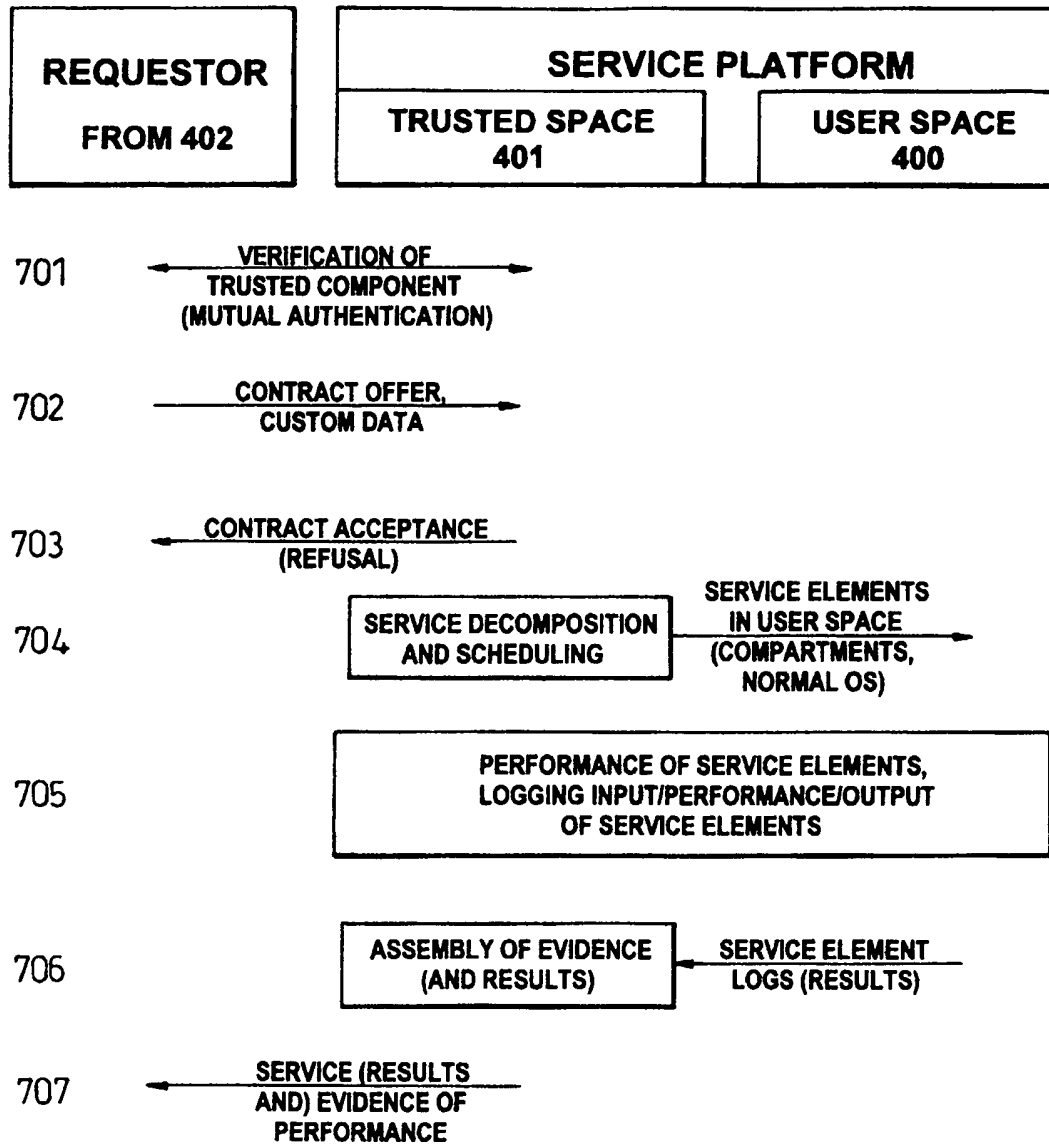 REQUESTOR
FROM 402
SERVICE PLATFORM
TRUSTED SPACE
401
USER SPACE
400
701
VERIFICATION OF
TRUSTED COMPONENT
(MUTUAL AUTHENTICATION)
702
CONTRACT OFFER,
CUSTOM DATA
703
CONTRACT ACCEPTANCE
(REFUSAL)
704
SERVICE DECOMPOSITION
AND SCHEDULING
SERVICE ELEMENTS
IN USER SPACE
(COMPARTMENTS,
NORMAL OS)
705
PERFORMANCE OF SERVICE ELEMENTS,
LOGGING INPUT/PERFORMANCE/OUTPUT
OF SERVICE ELEMENTS
706
ASSEMBLY OF EVIDENCE
(AND RESULTS)
SERVICE ELEMENT
LOGS (RESULTS)
707
SERVICE (RESULTS
AND) EVIDENCE OF
PERFORMANCE